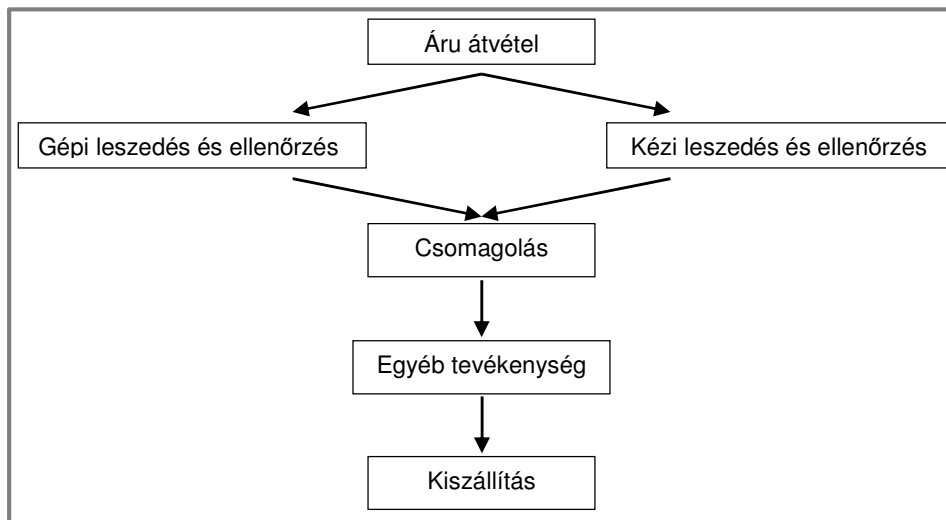 Áru átvétel
Gépi leszedés és ellenőrzés
Kézi leszedés és ellenőrzés
Csomagolás
Egyéb tevékenység
Kiszállítás